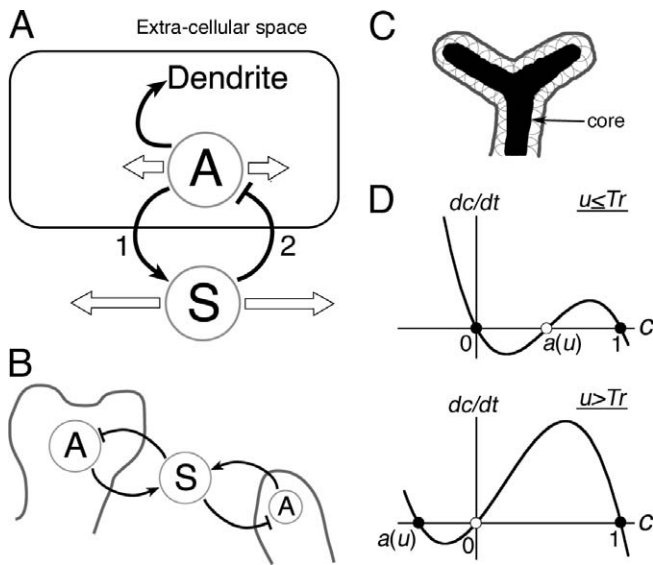 A
Extra-cellular space
Dendrite
A
1
2
S
B
A
S
A
C
core
D
dc/dt
u≤Tr
0
a(u)
1
C
dc/dt
u>Tr
a(u)
0
1
C